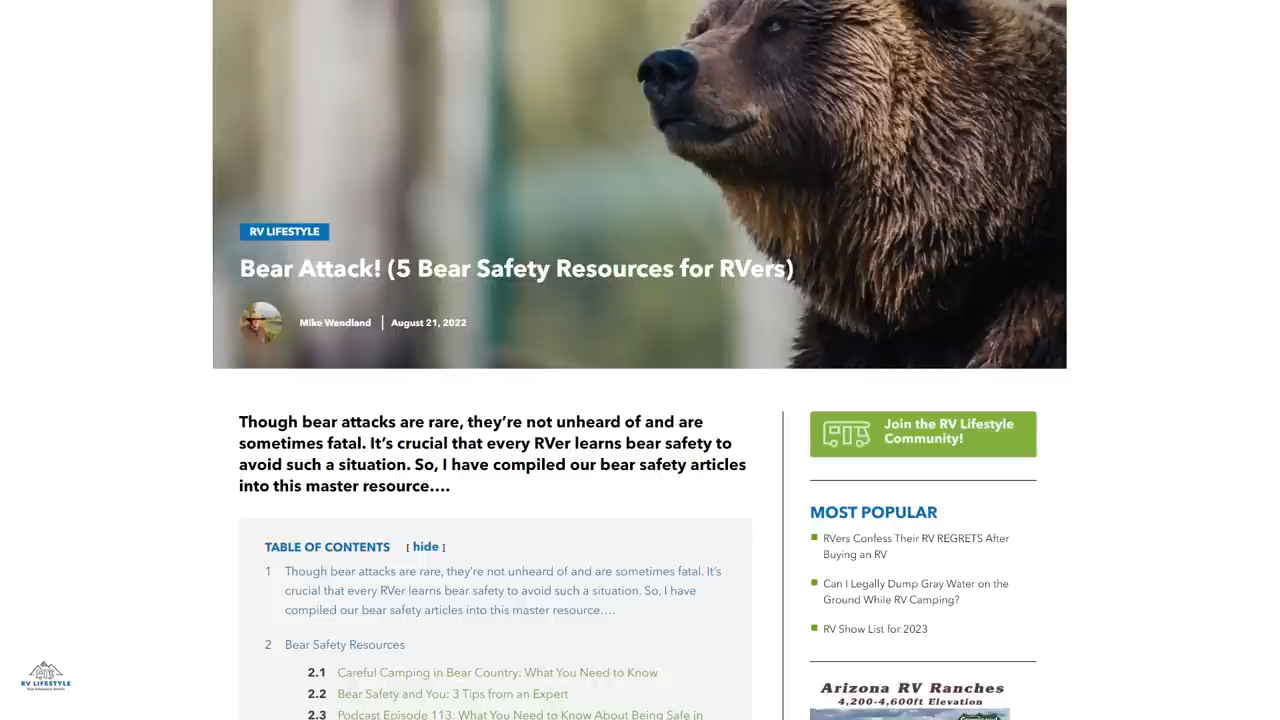 RV LIFESTYLE
Bear Attack! (5 Bear Safety Resources for RVers)
Mike Wendland | August 21, 2022
Though bear attacks are rare, they're not unheard of and are
sometimes fatal. It's crucial that every RVer learns bear safety to
avoid such a situation. So, I have compiled our bear safety articles
into this master resource….
TABLE OF CONTENTS [ hide ]
1 Though bear attacks are rare, they're not unheard of and are sometimes fatal. It's
crucial that every RVer learns bear safety to avoid such a situation. So, I have
compiled our bear safety articles into this master resource….
2 Bear Safety Resources
2.1 Careful Camping in Bear Country: What You Need to Know
2.2 Bear Safety and You: 3 Tips from an Expert
2.3 Podcast Episode 113: What You Need to Know About Being Safe in
Join the RV Lifestyle
Community!
MOST POPULAR
RVers Confess Their RV REGRETS After
Buying an RV
Can I Legally Dump Gray Water on the
Ground While RV Camping?
RV Show List for 2023
Arizona RV Ranches
4,200-4,600ft Elevation
RV LIFESTYLE